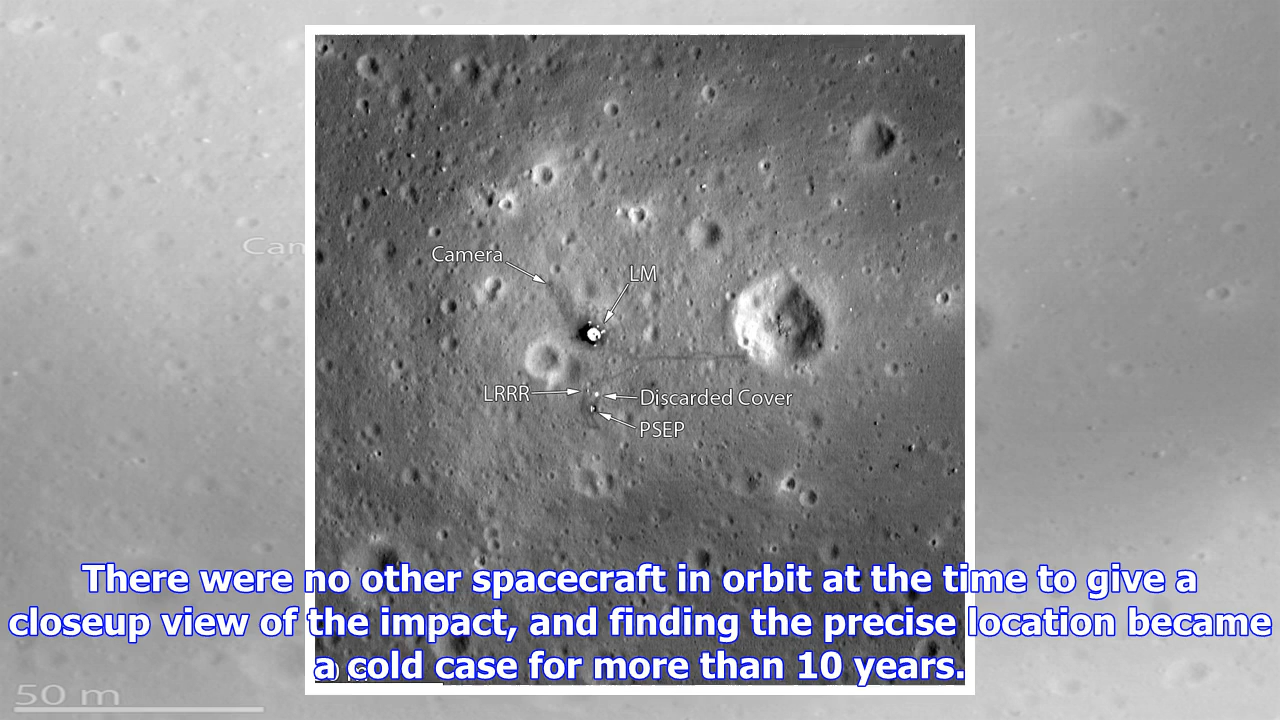 Cam
Camera
LM
LRRR
Discarded Cover
PSEP
There were no other spacecraft in orbit at the time to give a
closeup view of the impact, and finding the precise location became
a cold case for more than 10 years.
50 m